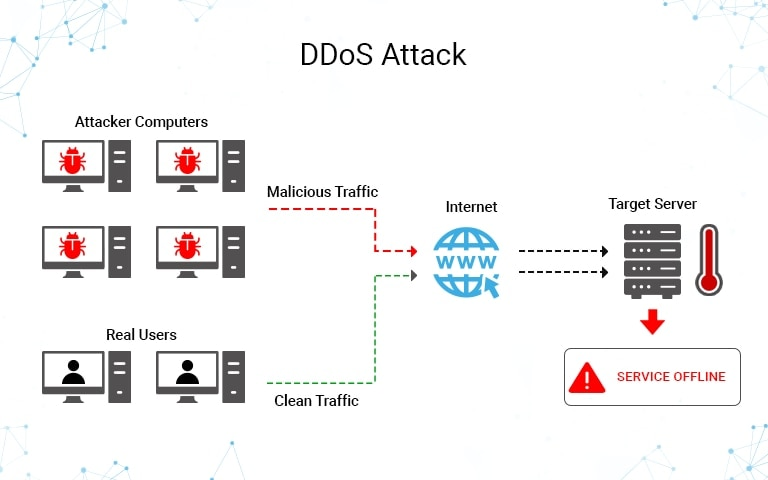 DDoS Attack
Attacker Computers
Malicious Traffic
Internet
Target Server
WWW
Real Users
Clean Traffic
SERVICE OFFLINE